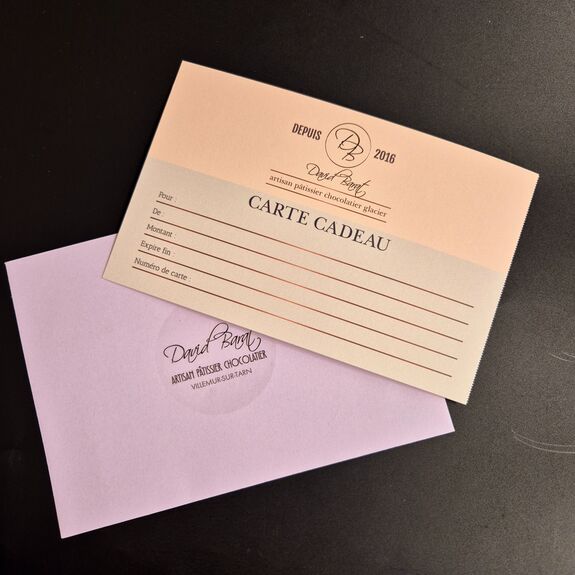 DEPUIS DB 2016
David Barat
artisan pâtissier chocolatier glacier
CARTE CADEAU
Pour :
De :
Montant :
Expire fin :
Numéro de carte :
David Barat
ARTISAN PÂTISSIER CHOCOLATIER
VILLEMUR-SUR-TARN